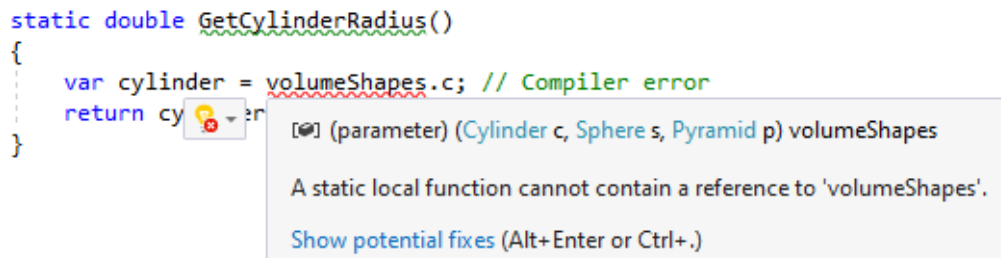 static double GetCylinderRadius()
{
var cylinder = volumeShapes.c; // Compiler error
return cy er
}
(parameter) (Cylinder c, Sphere s, Pyramid p) volumeShapes
A static local function cannot contain a reference to 'volumeShapes'.
Show potential fixes (Alt+Enter or Ctrl+.)